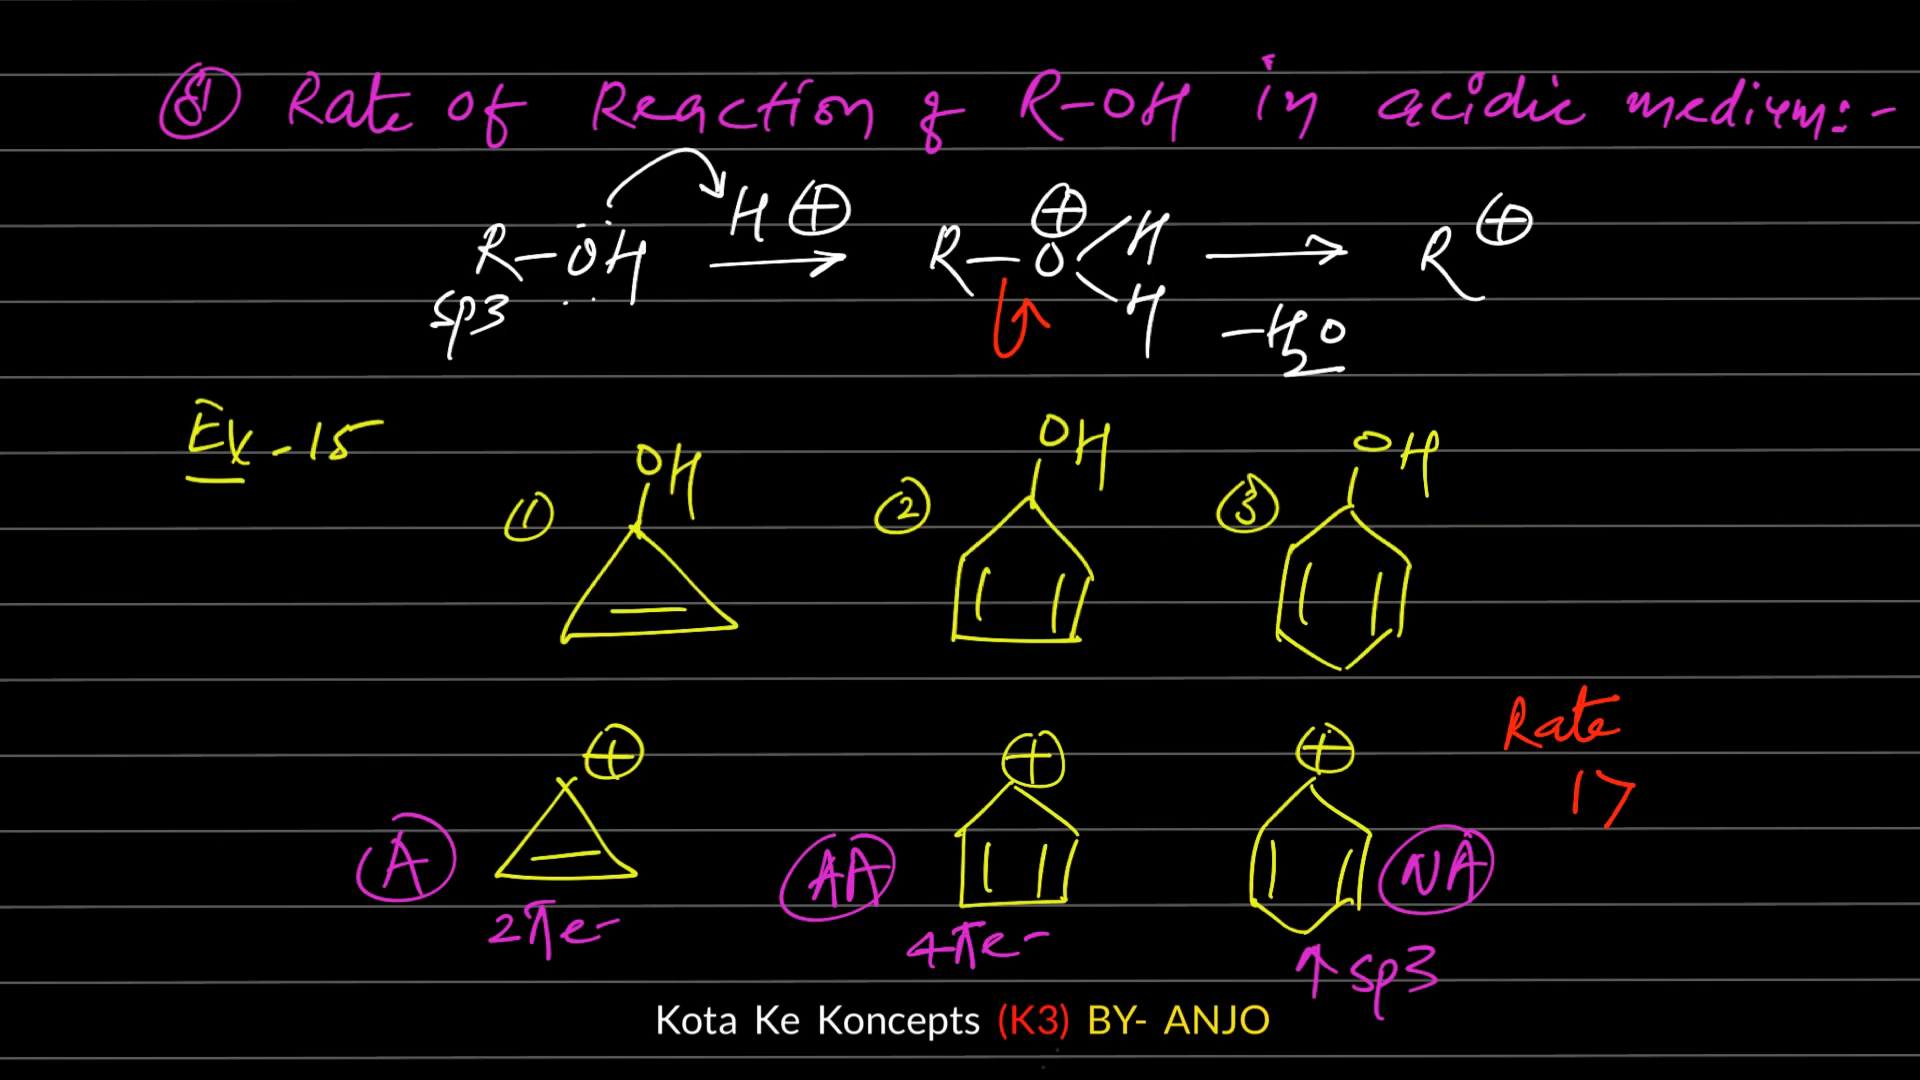 ⑧ Rate of Reaction of R-OH in acidic medium:-
R-OH H⊕ R-O⊕ H H R⊕
sp3 -H2O
Ex-15
① OH ② OH ③ OH
⊕ ⊕ ⊕ Rate
1>
A AA NA
2πe- 4πe- ↑sp3
Kota Ke Koncepts (K3) BY- ANJO